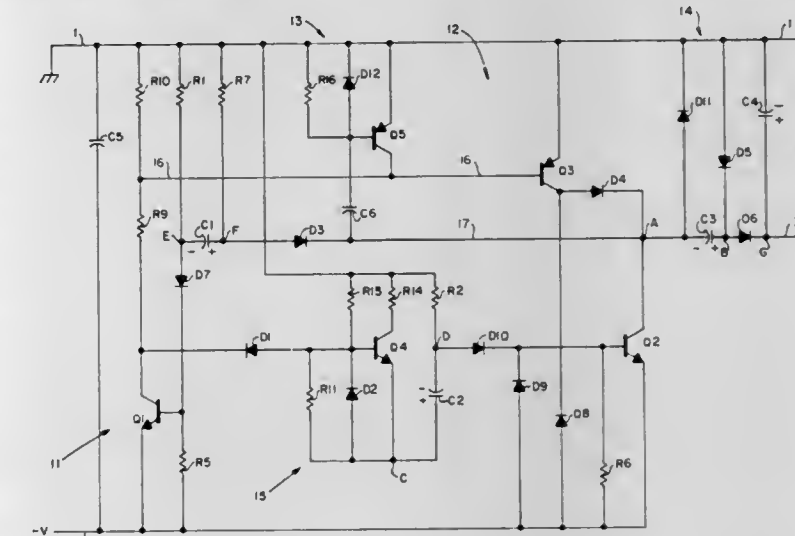 13
12
14
1
1
R10
R1
R7
R16
D12
Q5
D11
C4
-
+
C5
D5
16
16
Q3
D4
C6
R9
E
C1
- +
F
D3
17
A
C3
- +
B
D6
G
D7
R15
R14
R2
D1
Q4
D
D10
Q2
R11
D2
-
+
C2
D9
D8
Q1
11
R5
15
C
R6
-V